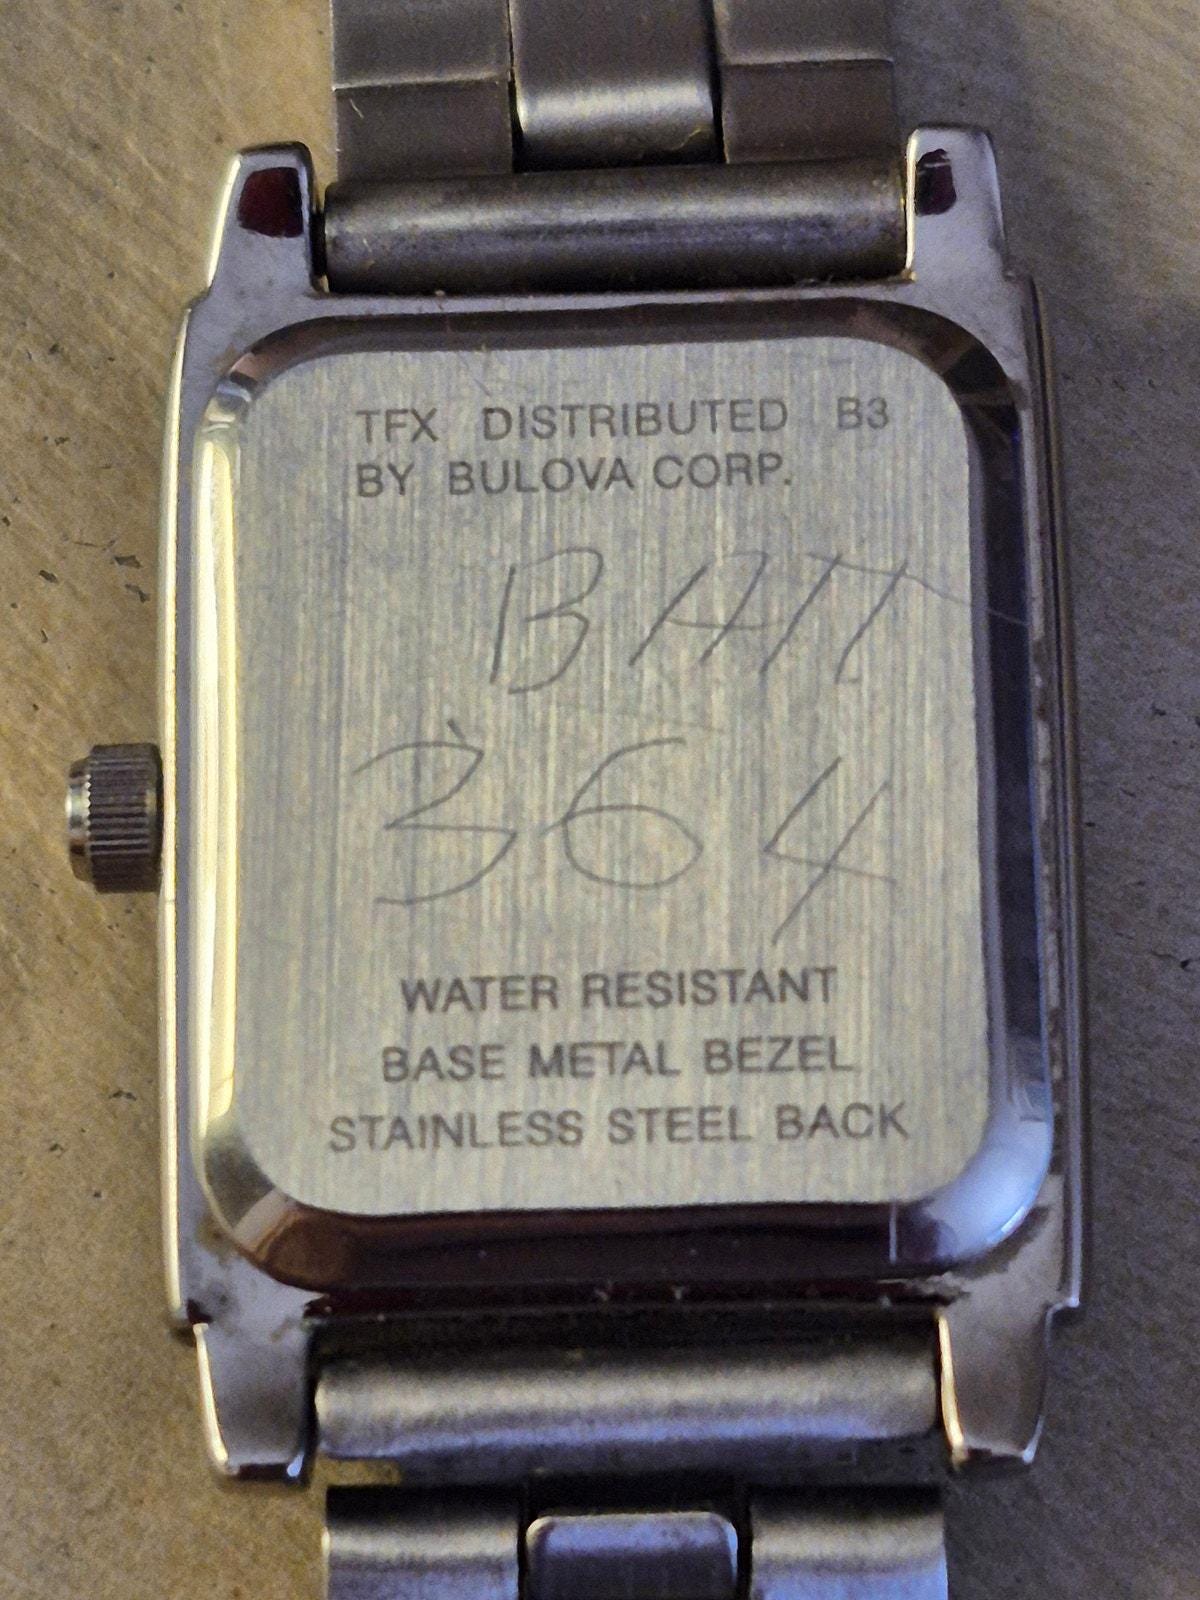 TFX DISTRIBUTED B3
BY BULOVA CORP.
BATT
364
WATER RESISTANT
BASE METAL BEZEL
STAINLESS STEEL BACK